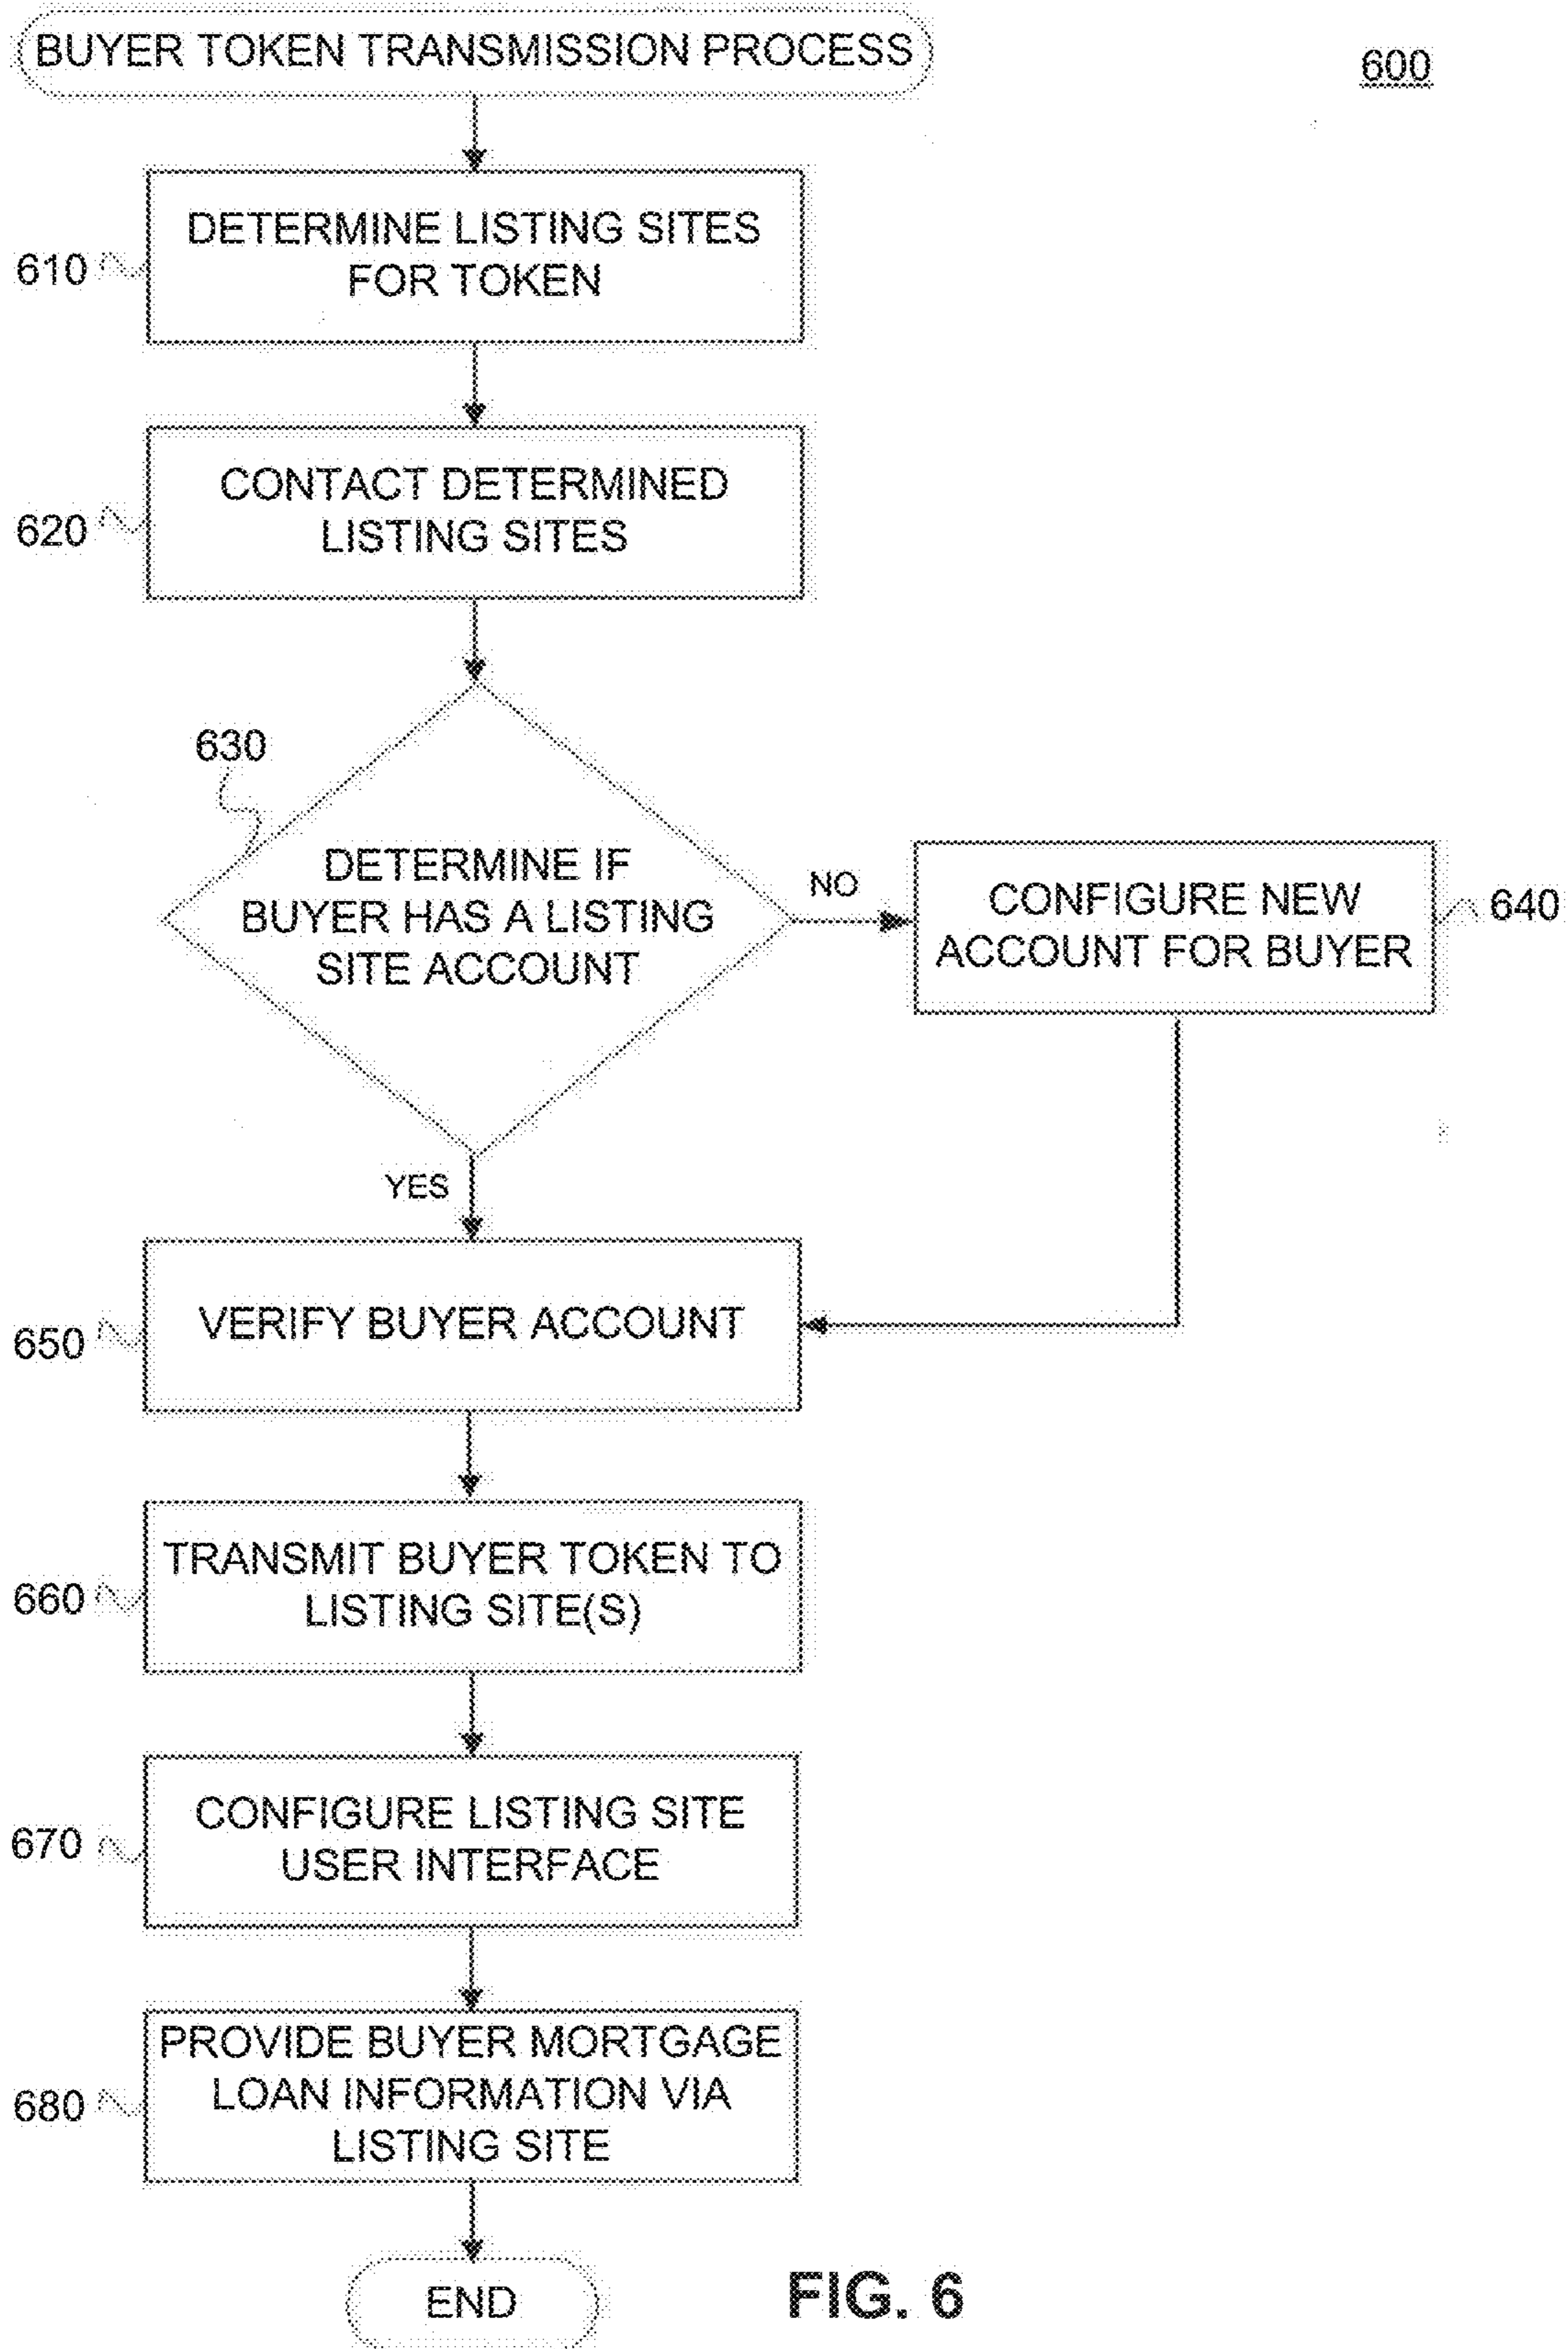 BUYER TOKEN TRANSMISSION PROCESS
600
DETERMINE LISTING SITES
FOR TOKEN
610
CONTACT DETERMINED
LISTING SITES
620
630
DETERMINE IF
BUYER HAS A LISTING
SITE ACCOUNT
NO
CONFIGURE NEW
ACCOUNT FOR BUYER
640
YES
VERIFY BUYER ACCOUNT
650
TRANSMIT BUYER TOKEN TO
LISTING SITE(S)
660
CONFIGURE LISTING SITE
USER INTERFACE
670
PROVIDE BUYER MORTGAGE
LOAN INFORMATION VIA
LISTING SITE
680
END
FIG. 6